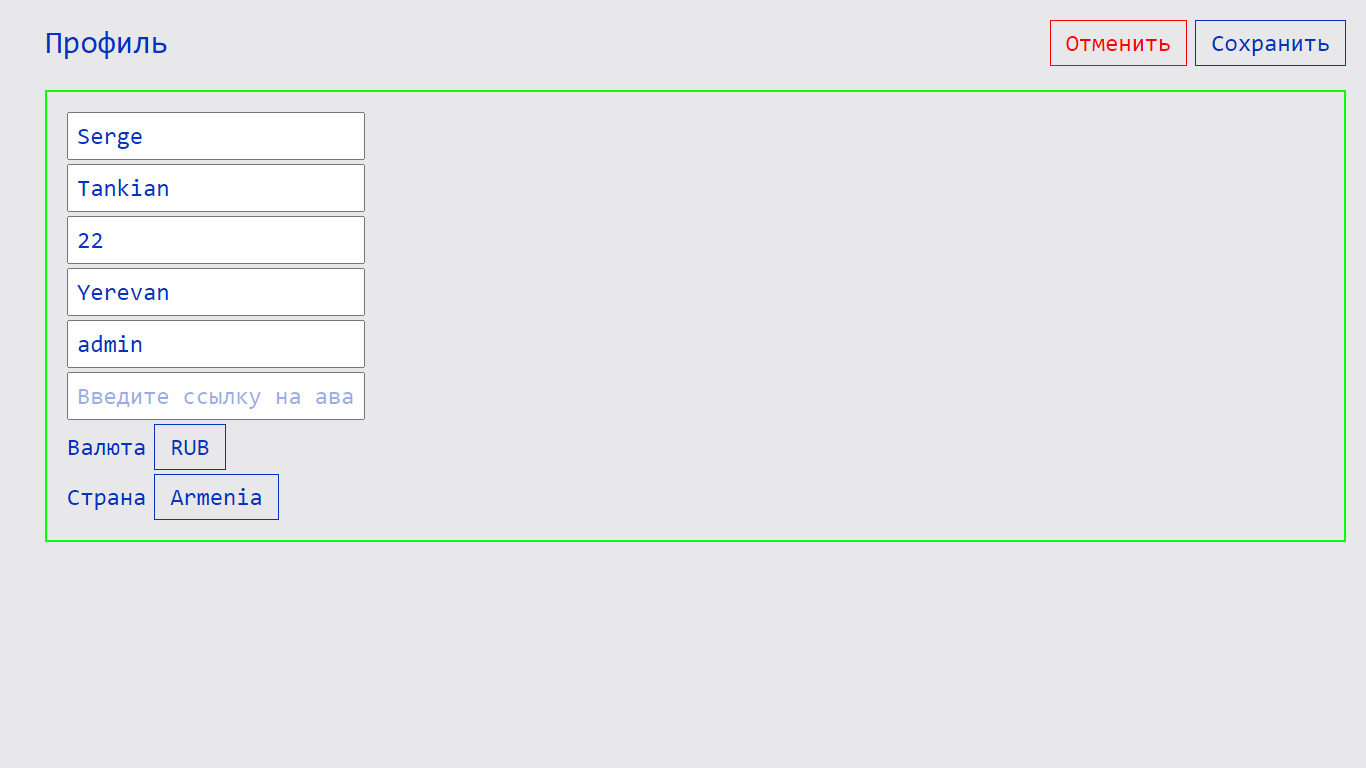 Профиль
Отменить
Сохранить
Serge
Tankian
22
Yerevan
admin
Введите ссылку на ава
Валюта RUB
Страна Armenia